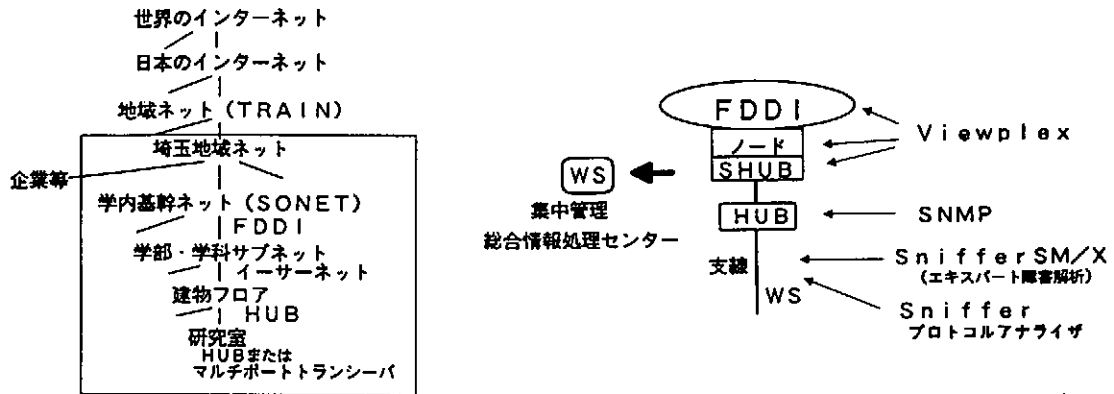 世界のインターネット
日本のインターネット
地域ネット(TRAIN)
埼玉地域ネット
企業等
学内基幹ネット(SONET)
FDDI
学部・学科サブネット
イーサーネット
建物フロア
HUB
研究室
HUBまたは
マルチポートトランシーバ
FDDI
ノード
SHUB
HUB
支線
WS
WS
集中管理
総合情報処理センター
Viewplex
SNMP
SnifferSM/X
(エキスパート障害解析)
Sniffer
プロトコルアナライザ